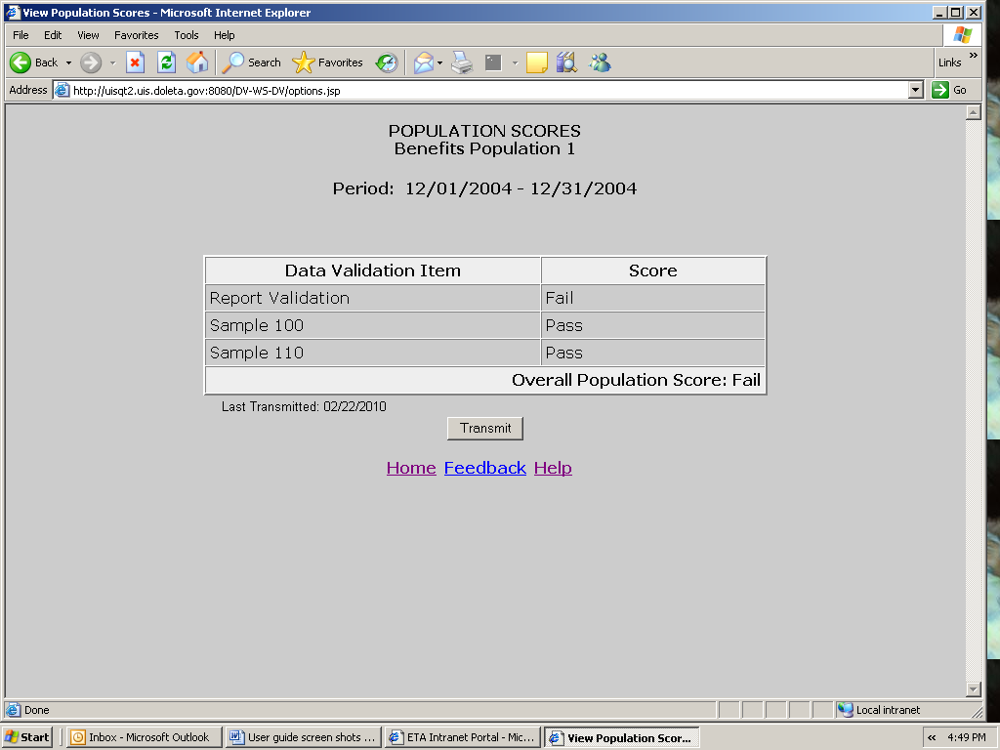 View Population Scores - Microsoft Internet Explorer
File Edit View Favorites Tools Help
Back Search Favorites Links »
Address http://uisqt2.uis.doleta.gov:8080/DV-WS-DV/options.jsp Go
POPULATION SCORES
Benefits Population 1
Period: 12/01/2004 - 12/31/2004
Data Validation Item Score
Report Validation Fail
Sample 100 Pass
Sample 110 Pass
Overall Population Score: Fail
Last Transmitted: 02/22/2010
Transmit
Home Feedback Help
Done Local intranet
Start Inbox - Microsoft Outlook User guide screen shots ... ETA Intranet Portal - Mic... View Population Scor... « 4:49 PM